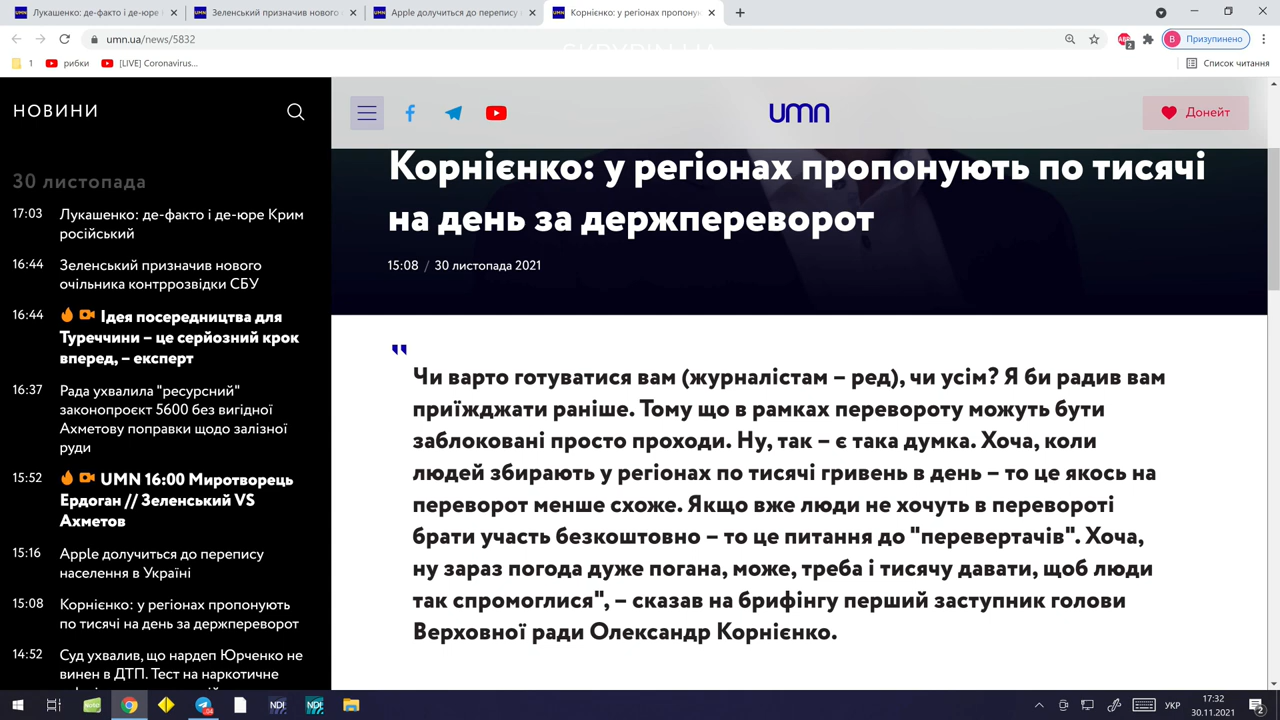 Лукашенко: де-факто і де-юре К
Зеленський призначив нового о
Apple долучиться до перепису н
Корнієнко: у регіонах пропоную
umn.ua/news/5832
ABP
2
В
Призупинено
1
рибки
[LIVE] Coronavirus...
Список читання
НОВИНИ
30 листопада
17:03
Лукашенко: де-факто і де-юре Крим
російський
16:44
Зеленський призначив нового
очільника контррозвідки СБУ
16:44
Ідея посередництва для
Туреччини – це серйозний крок
вперед, – експерт
16:37
Рада ухвалила "ресурсний"
законопроєкт 5600 без вигідної
Ахметову поправки щодо залізної
руди
15:52
UMN 16:00 Миротворець
Ердоган // Зеленський VS
Ахметов
15:16
Apple долучиться до перепису
населення в Україні
15:08
Корнієнко: у регіонах пропонують
по тисячі на день за держпереворот
14:52
Суд ухвалив, що нардеп Юрченко не
винен в ДТП. Тест на наркотичне
umn
Донейт
Корнієнко: у регіонах пропонують по тисячі
на день за держпереворот
15:08 / 30 листопада 2021
Чи варто готуватися вам (журналістам – ред), чи усім? Я би радив вам
приїжджати раніше. Тому що в рамках перевороту можуть бути
заблоковані просто проходи. Ну, так – є така думка. Хоча, коли
людей збирають у регіонах по тисячі гривень в день – то це якось на
переворот менше схоже. Якщо вже люди не хочуть в перевороті
брати участь безкоштовно – то це питання до "перевертачів". Хоча,
ну зараз погода дуже погана, може, треба і тисячу давати, щоб люди
так спромоглися", – сказав на брифінгу перший заступник голови
Верховної ради Олександр Корнієнко.
УКР
17:32
30.11.2021
2